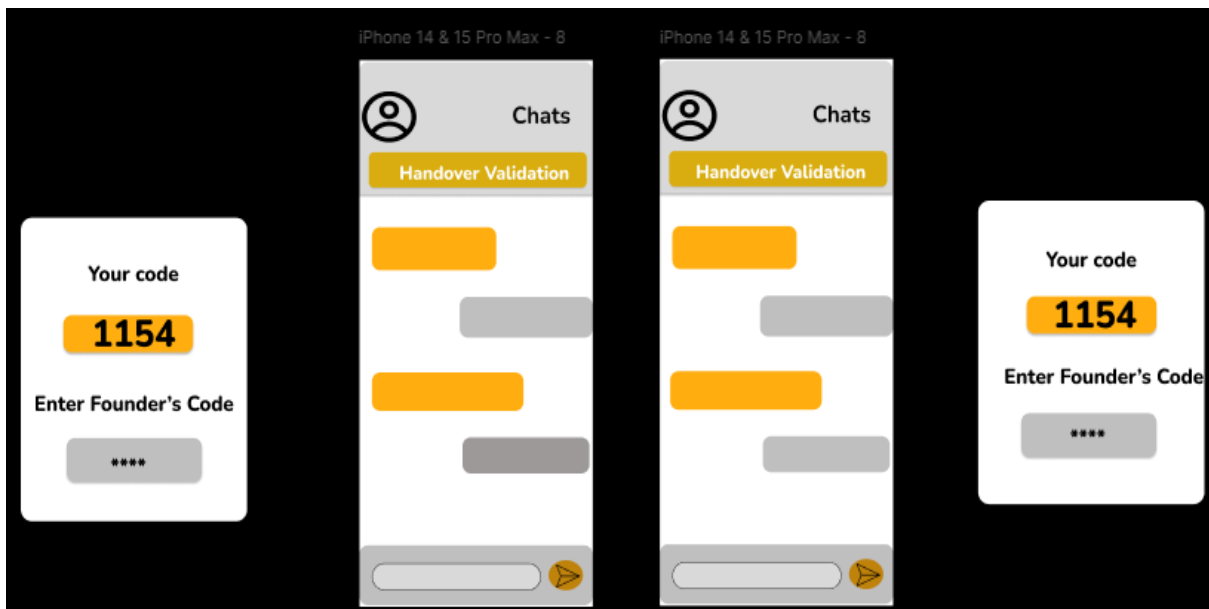 iPhone 14 & 15 Pro Max - 8
Chats
Handover Validation
iPhone 14 & 15 Pro Max - 8
Chats
Handover Validation
Your code
1154
Enter Founder’s Code
****
Your code
1154
Enter Founder’s Code
****